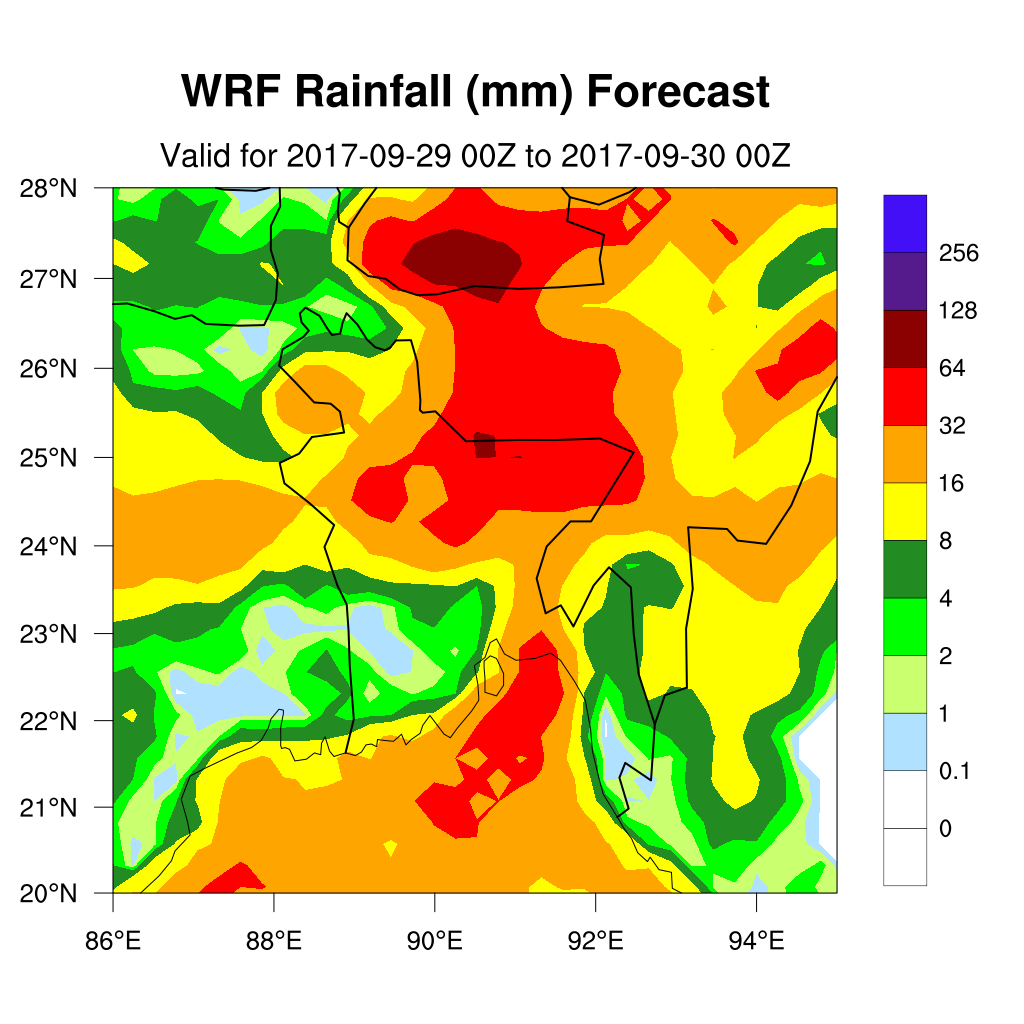 WRF Rainfall (mm) Forecast
Valid for 2017-09-29 00Z to 2017-09-30 00Z
28°N
27°N
26°N
25°N
24°N
23°N
22°N
21°N
20°N
86°E 88°E 90°E 92°E 94°E
256
128
64
32
16
8
4
2
1
0.1
0